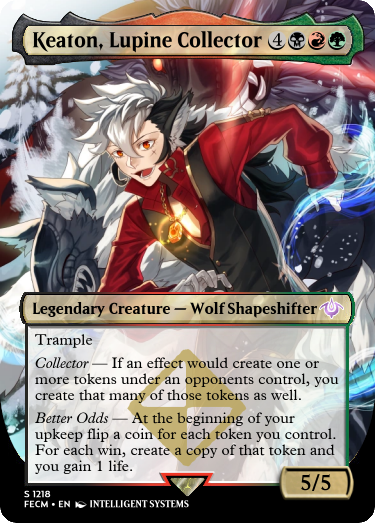 Keaton, Lupine Collector 4
Legendary Creature — Wolf Shapeshifter
Trample
Collector — If an effect would create one or
more tokens under an opponents control, you
create that many of those tokens as well.
Better Odds — At the beginning of your
upkeep flip a coin for each token you control.
For each win, create a copy of that token and
you gain 1 life.
5/5
S 1218
FECM • EN INTELLIGENT SYSTEMS